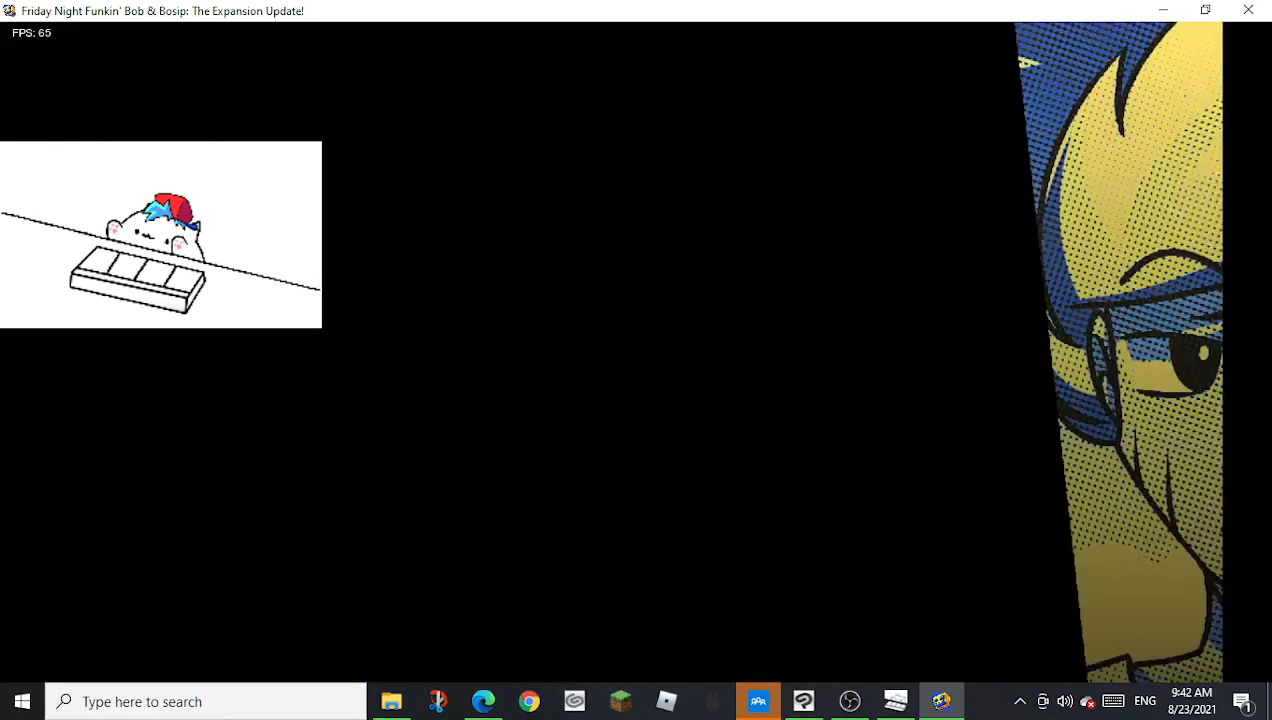 Friday Night Funkin' Bob & Bosip: The Expansion Update!
FPS: 65
Type here to search
ENG
9:42 AM
8/23/2021
1